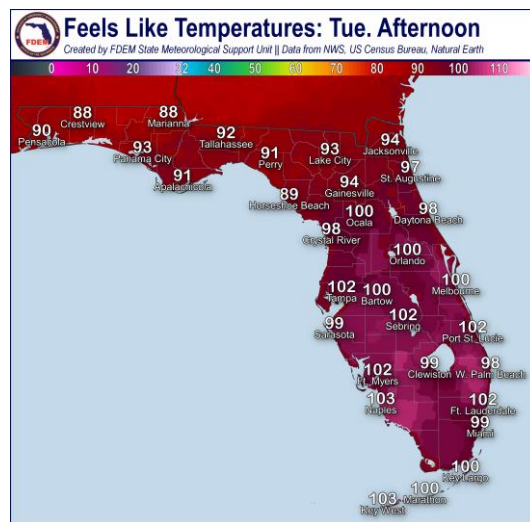 Feels Like Temperatures: Tue. Afternoon
Created by FDEM State Meteorological Support Unit || Data from NWS, US Census Bureau, Natural Earth
FDEM
0 10 20 32 40 50 60 70 80 90 100 110
88
Crestview
88
Marianna
90
Pensacola
93
Panama City
92
Tallahassee
91
Apalachicola
91
Perry
93
Lake City
94
Jacksonville
97
St. Augustine
89
Horseshoe Beach
94
Gainesville
100
Ocala
98
Daytona Beach
98
Crystal River
100
Orlando
102
Tampa
100
Bartow
100
Melbourne
99
Sarasota
102
Sebring
102
Port St. Lucie
102
Ft. Myers
99
Clewiston
98
W. Palm Beach
103
Naples
102
Ft. Lauderdale
99
Miami
100
Key Largo
100
Marathon
103
Key West